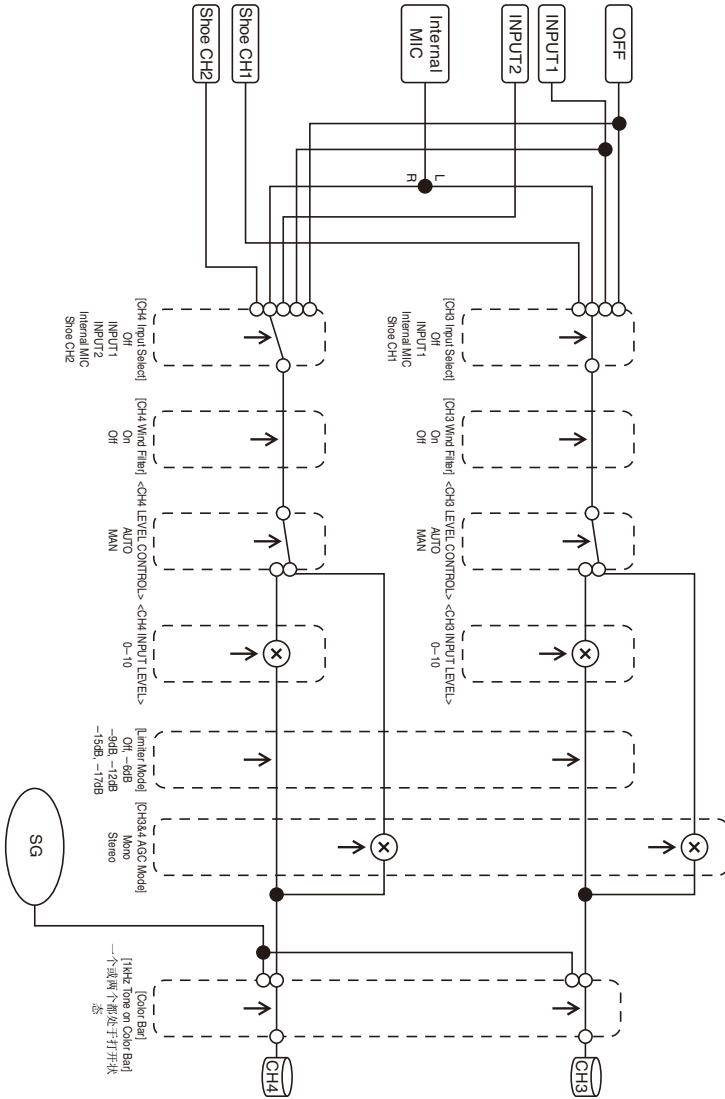 OFF
INPUT1
INPUT2
Internal
MIC
L
R
Shoe CH1
Shoe CH2
[CH3 Input Select]
Off
INPUT1
Internal MIC
Shoe CH1
[CH3 Wind Filter]
On
Off
<CH3 LEVEL CONTROL>
AUTO
MAN
<CH3 INPUT LEVEL>
0–10
[CH4 Input Select]
Off
INPUT1
INPUT2
Internal MIC
Shoe CH2
[CH4 Wind Filter]
On
Off
<CH4 LEVEL CONTROL>
AUTO
MAN
<CH4 INPUT LEVEL>
0–10
[Limiter Mode]
Off, –6dB
–9dB, –12dB
–15dB, –17dB
[CH3&4 AGC Mode]
Mono
Stereo
SG
[Color Bar]
[1kHz Tone on Color Bar]
一个或两个都处于打开状
态
CH3
CH4